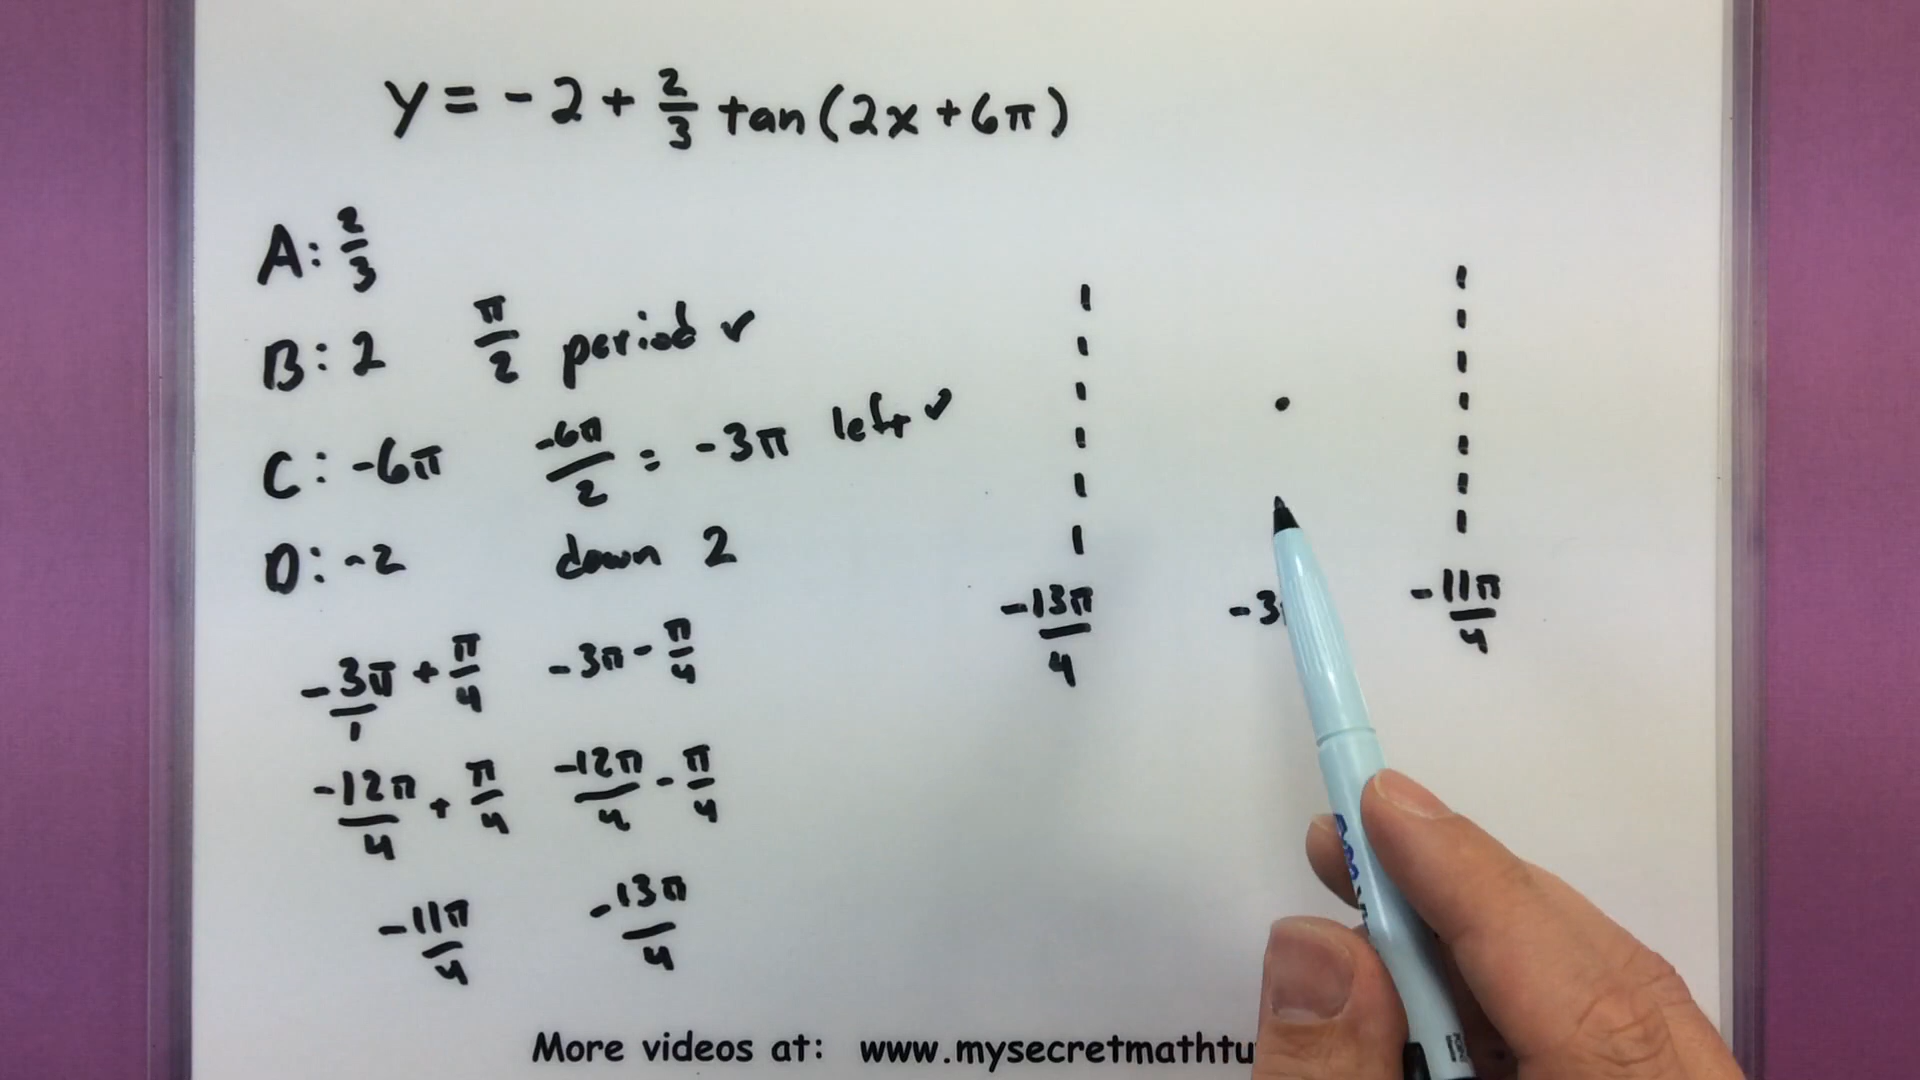 y = -2 + 2/3 tan(2x + 6π)
A: 2/3
B: 2 π/2 period ✓
C: -6π -6π/2 = -3π left ✓
D: -2 down 2
-3π/1 + π/4 -3π - π/4
-12π/4 + π/4 -12π/4 - π/4
-11π/4 -13π/4
-13π/4 -3 -11π/4
More videos at: www.mysecretmathtu